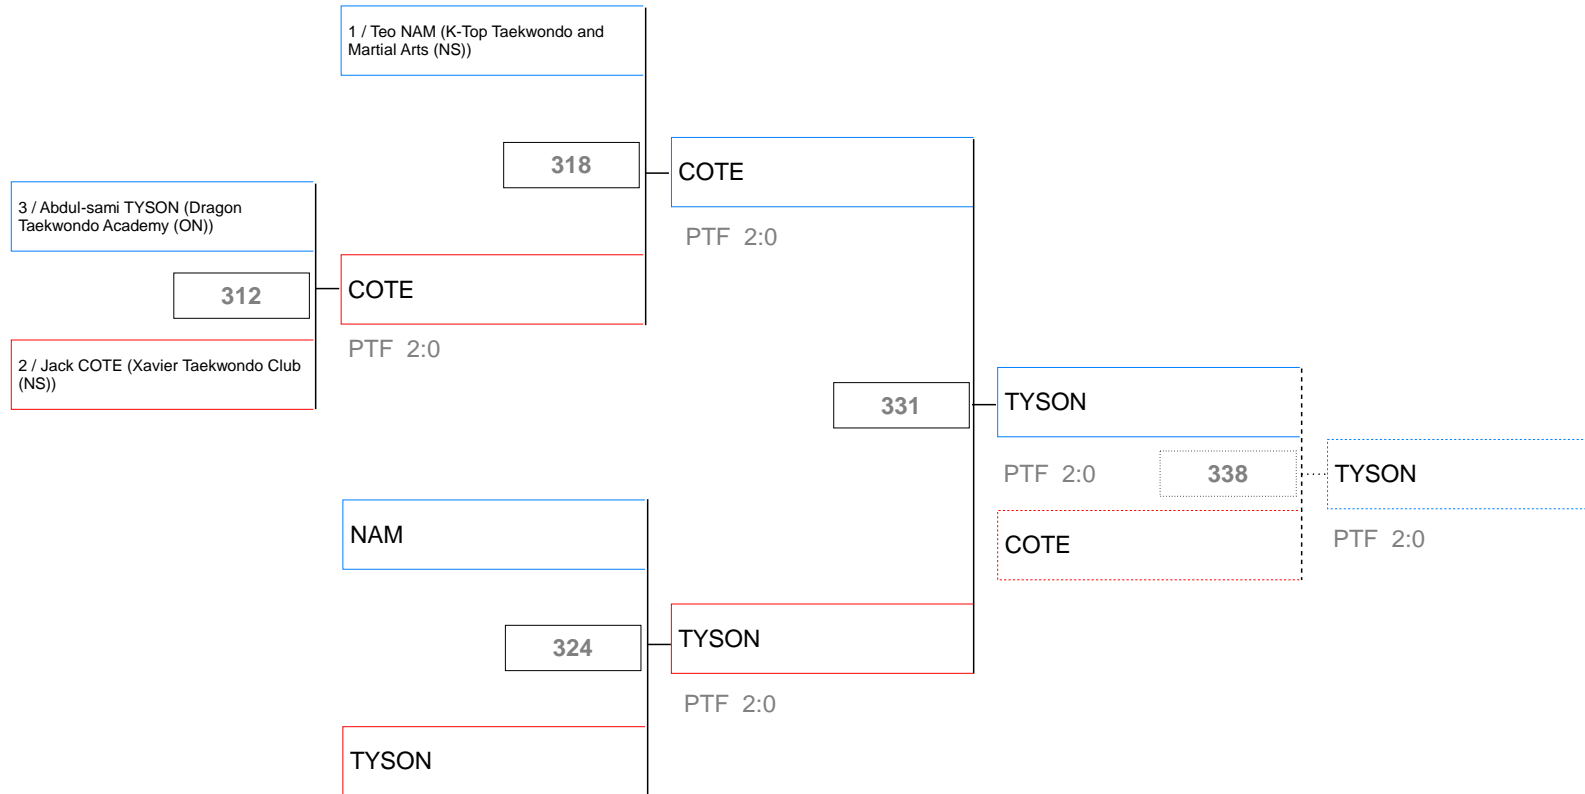 1 / Teo NAM (K-Top Taekwondo and
Martial Arts (NS))
318
COTE
PTF 2:0
3 / Abdul-sami TYSON (Dragon
Taekwondo Academy (ON))
312
COTE
PTF 2:0
2 / Jack COTE (Xavier Taekwondo Club
(NS))
331
TYSON
PTF 2:0
338
TYSON
PTF 2:0
COTE
NAM
324
TYSON
PTF 2:0
TYSON